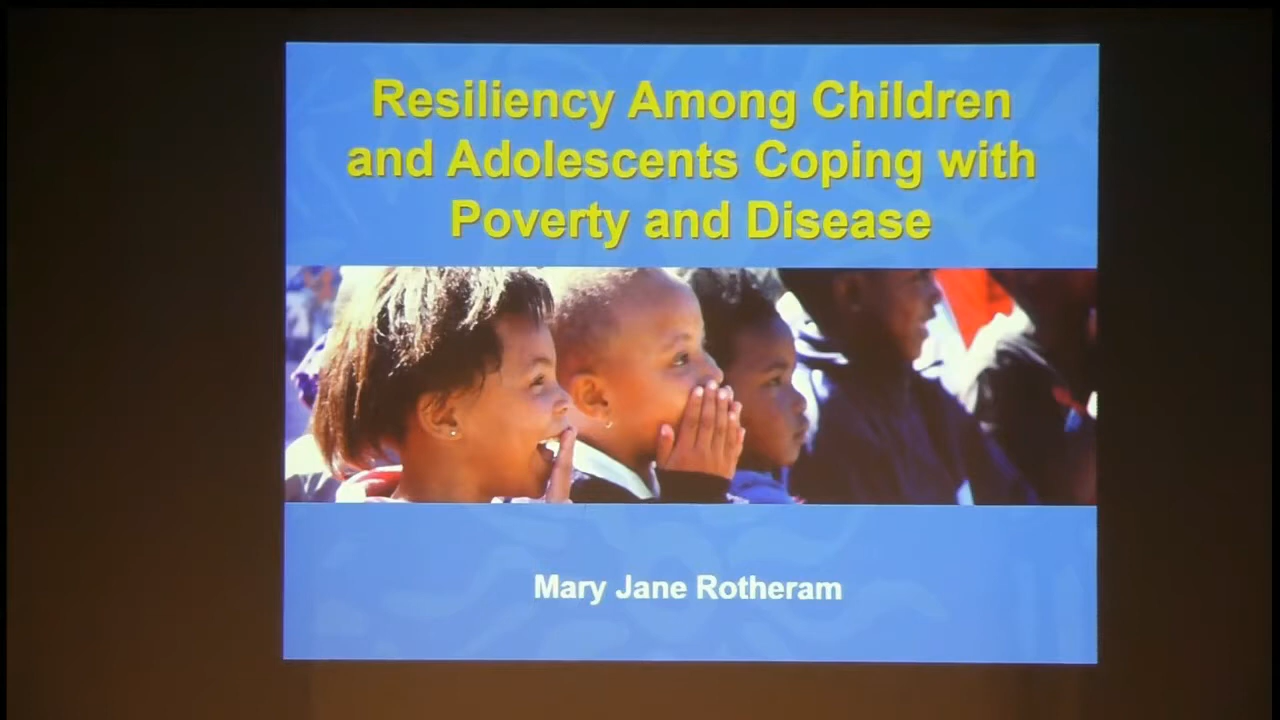 Resiliency Among Children
and Adolescents Coping with
Poverty and Disease
Mary Jane Rotheram